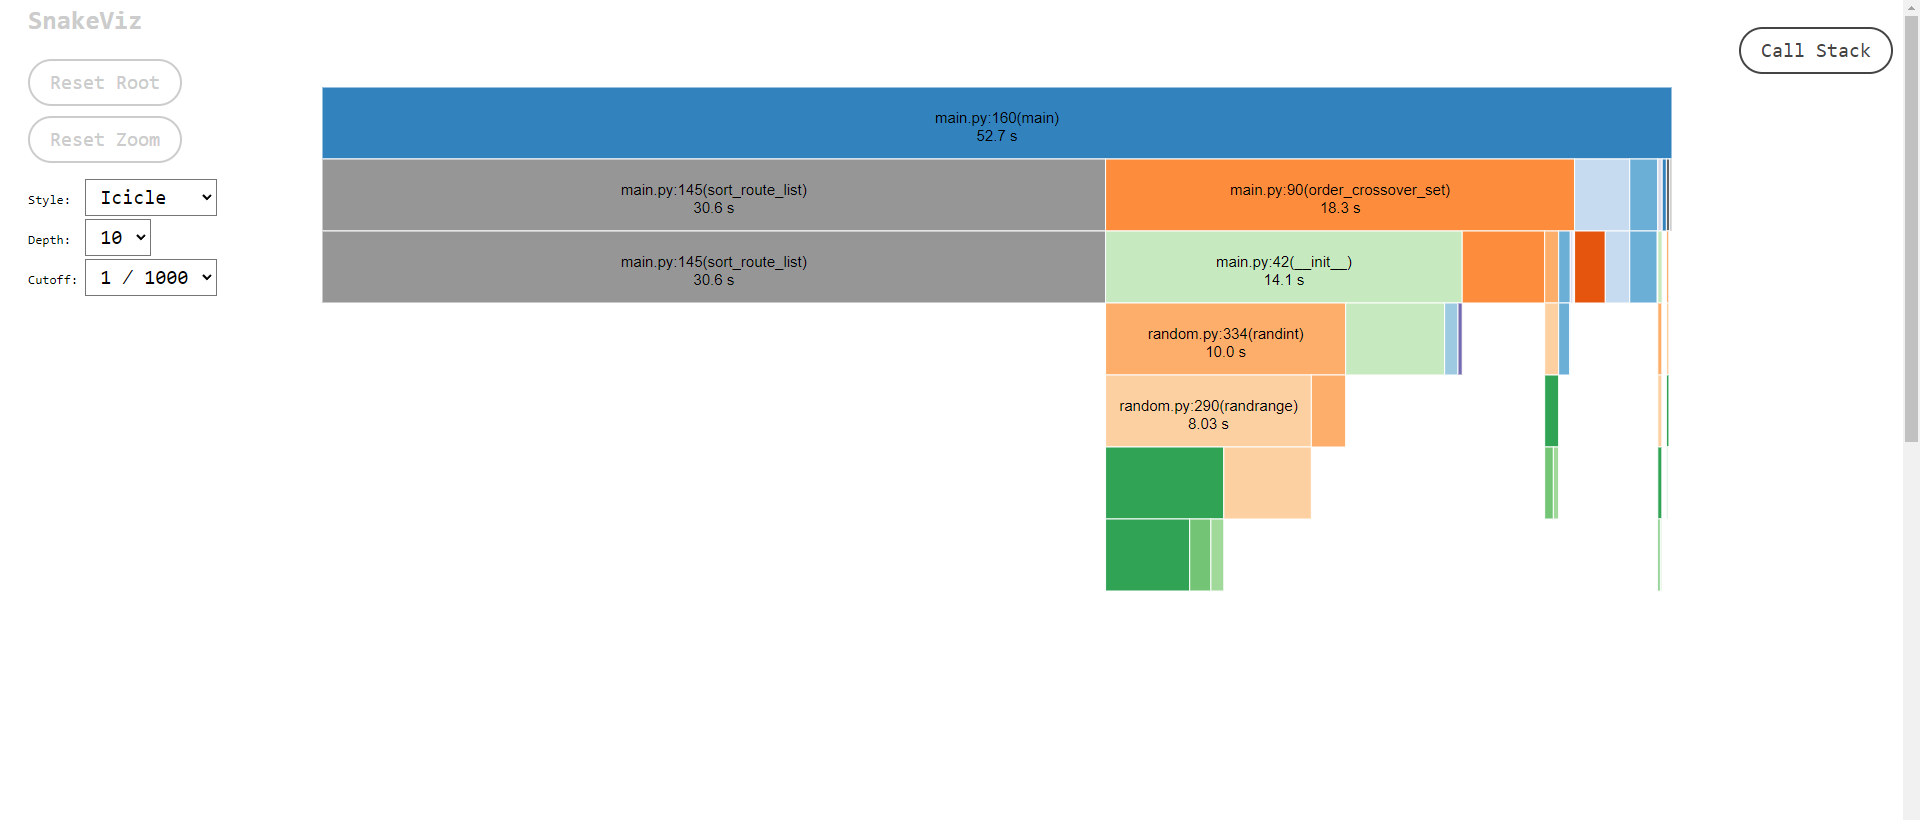 SnakeViz
Reset Root
Reset Zoom
Style: Icicle
Depth: 10
Cutoff: 1 / 1000
Call Stack
main.py:160(main)
52.7 s
main.py:145(sort_route_list)
30.6 s
main.py:90(order_crossover_set)
18.3 s
main.py:145(sort_route_list)
30.6 s
main.py:42(__init__)
14.1 s
random.py:334(randint)
10.0 s
random.py:290(randrange)
8.03 s